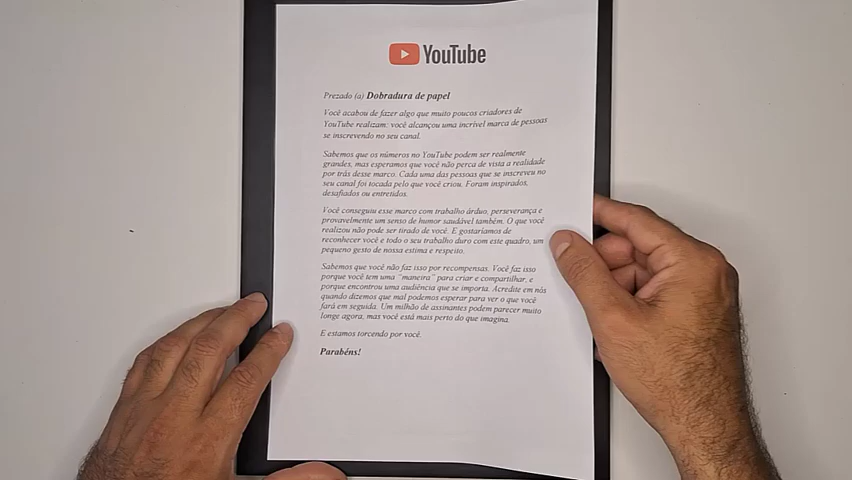 YouTube
Prezado (a) Dobradura de papel
Você acabou de fazer algo que muito poucos criadores de
YouTube realizam: você alcançou uma incrível marca de pessoas
se inscrevendo no seu canal.
Sabemos que os números no YouTube podem ser realmente
grandes, mas esperamos que você não perca de vista a realidade
por trás desse marco. Cada uma das pessoas que se inscreveu no
seu canal foi tocada pelo que você criou. Foram inspirados,
desafiados ou entretidos.
Você conseguiu esse marco com trabalho árduo, perseverança e
provavelmente um senso de humor saudável também. O que você
realizou não pode ser tirado de você. E gostaríamos de
reconhecer você e todo o seu trabalho duro com este quadro, um
pequeno gesto de nossa estima e respeito.
Sabemos que você não faz isso por recompensas. Você faz isso
porque você tem uma "maneira" para criar e compartilhar, e
porque encontrou uma audiência que se importa. Acredite em nós
quando dizemos que mal podemos esperar para ver o que você
fará em seguida. Um milhão de assinantes podem parecer muito
longe agora, mas você está mais perto do que imagina.
E estamos torcendo por você.
Parabéns!